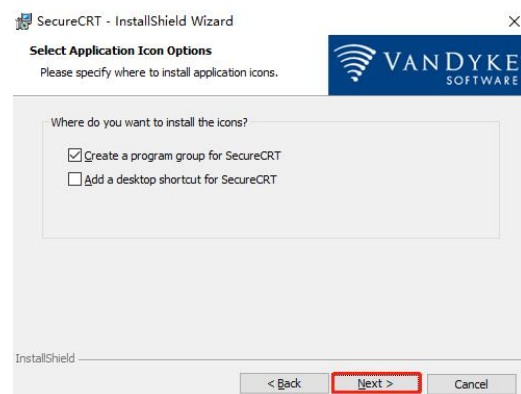 SecureCRT - InstallShield Wizard
Select Application Icon Options
Please specify where to install application icons.
VANDYKE
SOFTWARE
Where do you want to install the icons?
Create a program group for SecureCRT
Add a desktop shortcut for SecureCRT
InstallShield
< Back
Next >
Cancel